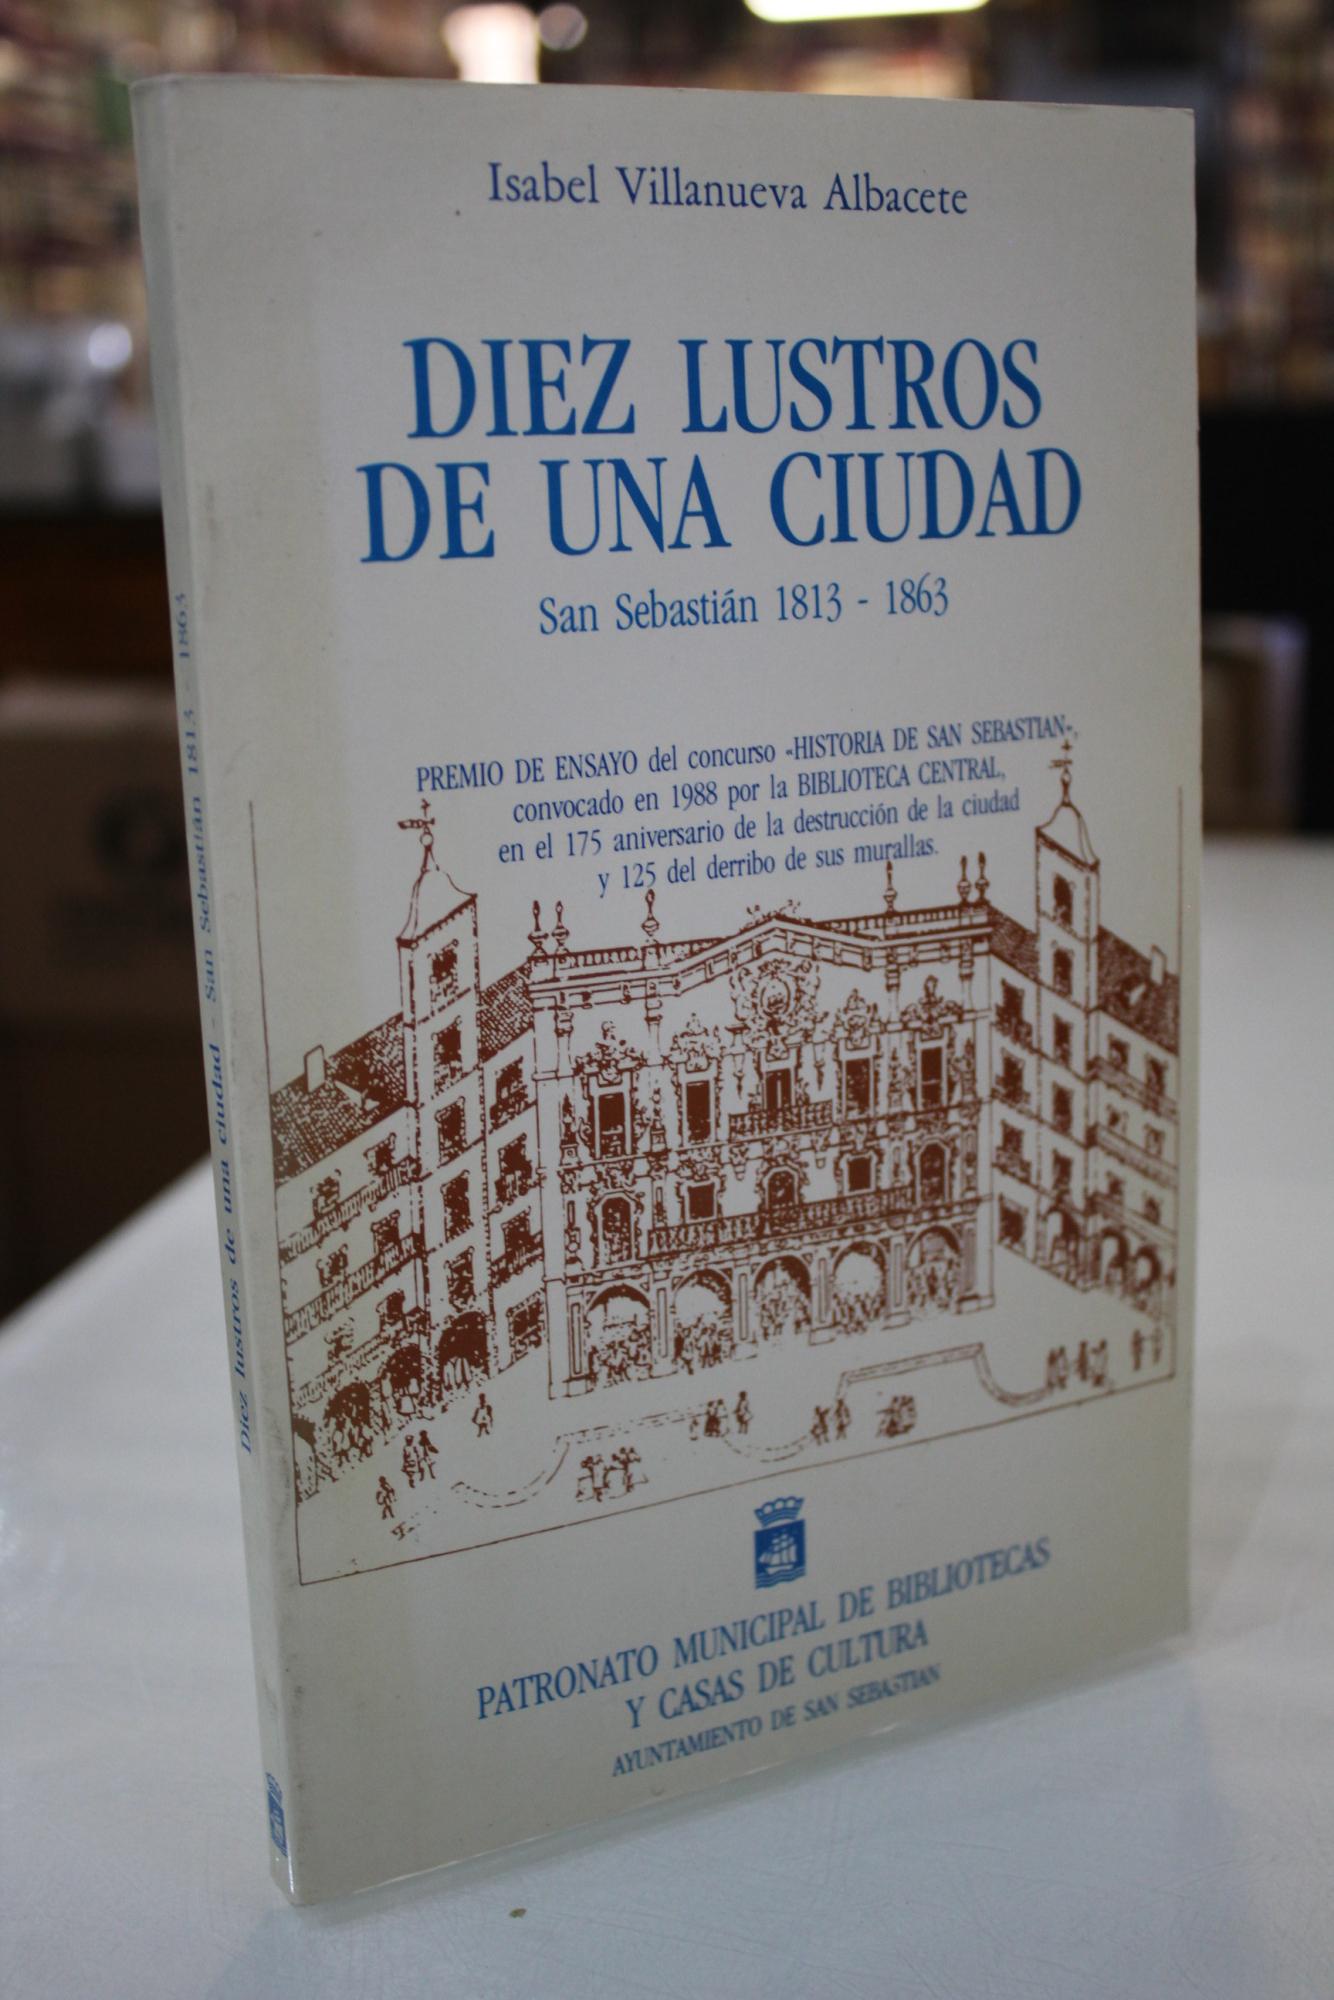 Isabel Villanueva Albacete
DIEZ LUSTROS
DE UNA CIUDAD
San Sebastián 1813 - 1863
PREMIO DE ENSAYO del concurso «HISTORIA DE SAN SEBASTIAN»,
convocado en 1988 por la BIBLIOTECA CENTRAL,
en el 175 aniversario de la destrucción de la ciudad
y 125 del derribo de sus murallas.
PATRONATO MUNICIPAL DE BIBLIOTECAS
Y CASAS DE CULTURA
AYUNTAMIENTO DE SAN SEBASTIAN
Diez lustros de una ciudad - San Sebastián 1813 - 1863